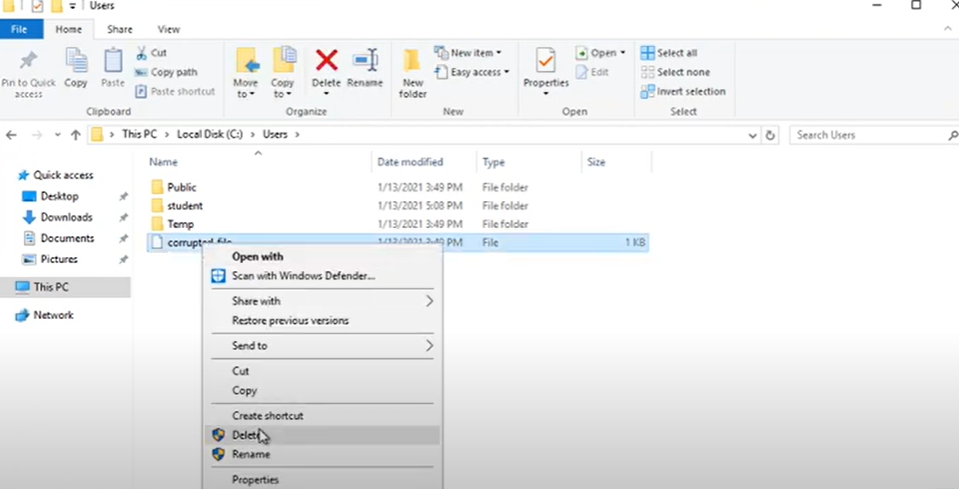 Users
File Home Share View
Pin to Quick access
Copy
Paste
Cut
Copy path
Paste shortcut
Clipboard
Move to
Copy to
Delete
Rename
Organize
New folder
New item
Easy access
New
Properties
Open
Edit
Open
Select all
Select none
Invert selection
Select
This PC Local Disk (C:) Users
Search Users
Name Date modified Type Size
Quick access
Desktop
Downloads
Documents
Pictures
This PC
Network
Public 1/13/2021 3:49 PM File folder
student 1/13/2021 5:08 PM File folder
Temp 1/13/2021 3:49 PM File folder
corrupted_file 1/13/2021 3:49 PM File 1 KB
Open with
Scan with Windows Defender...
Share with
Restore previous versions
Send to
Cut
Copy
Create shortcut
Delete
Rename
Properties